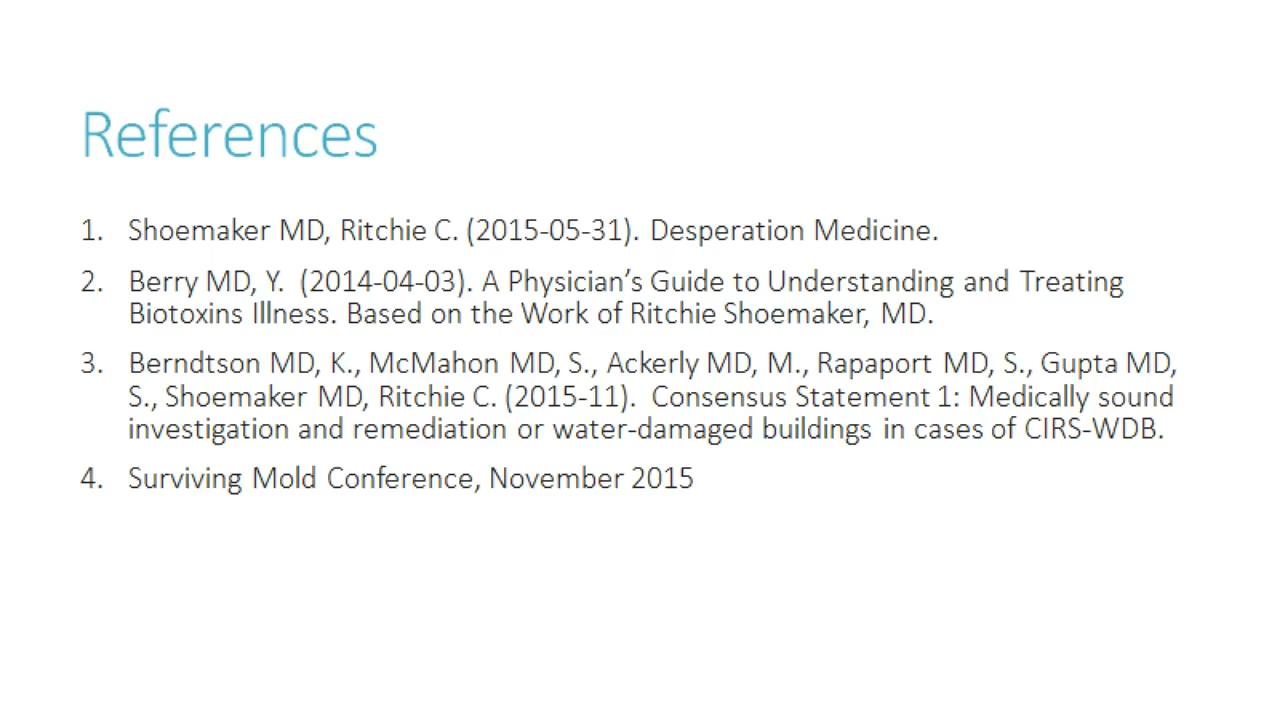 References
1. Shoemaker MD, Ritchie C. (2015-05-31). Desperation Medicine.
2. Berry MD, Y.  (2014-04-03). A Physician’s Guide to Understanding and Treating
Biotoxins Illness. Based on the Work of Ritchie Shoemaker, MD.
3. Berndtson MD, K., McMahon MD, S., Ackerly MD, M., Rapaport MD, S., Gupta MD,
S., Shoemaker MD, Ritchie C. (2015-11).  Consensus Statement 1: Medically sound
investigation and remediation or water-damaged buildings in cases of CIRS-WDB.
4. Surviving Mold Conference, November 2015